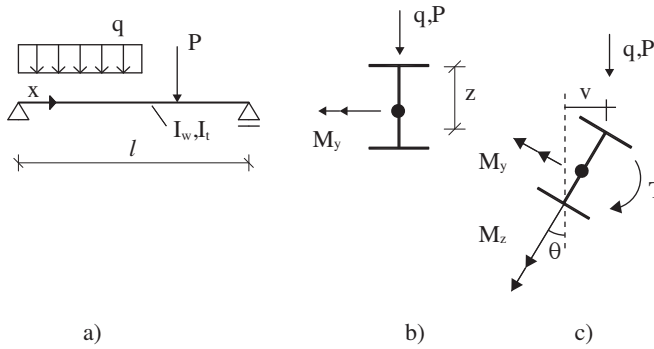 q
P
x
I_w,I_t
l
a)
q,P
z
M_y
b)
q,P
v
M_y
T
M_z
θ
c)